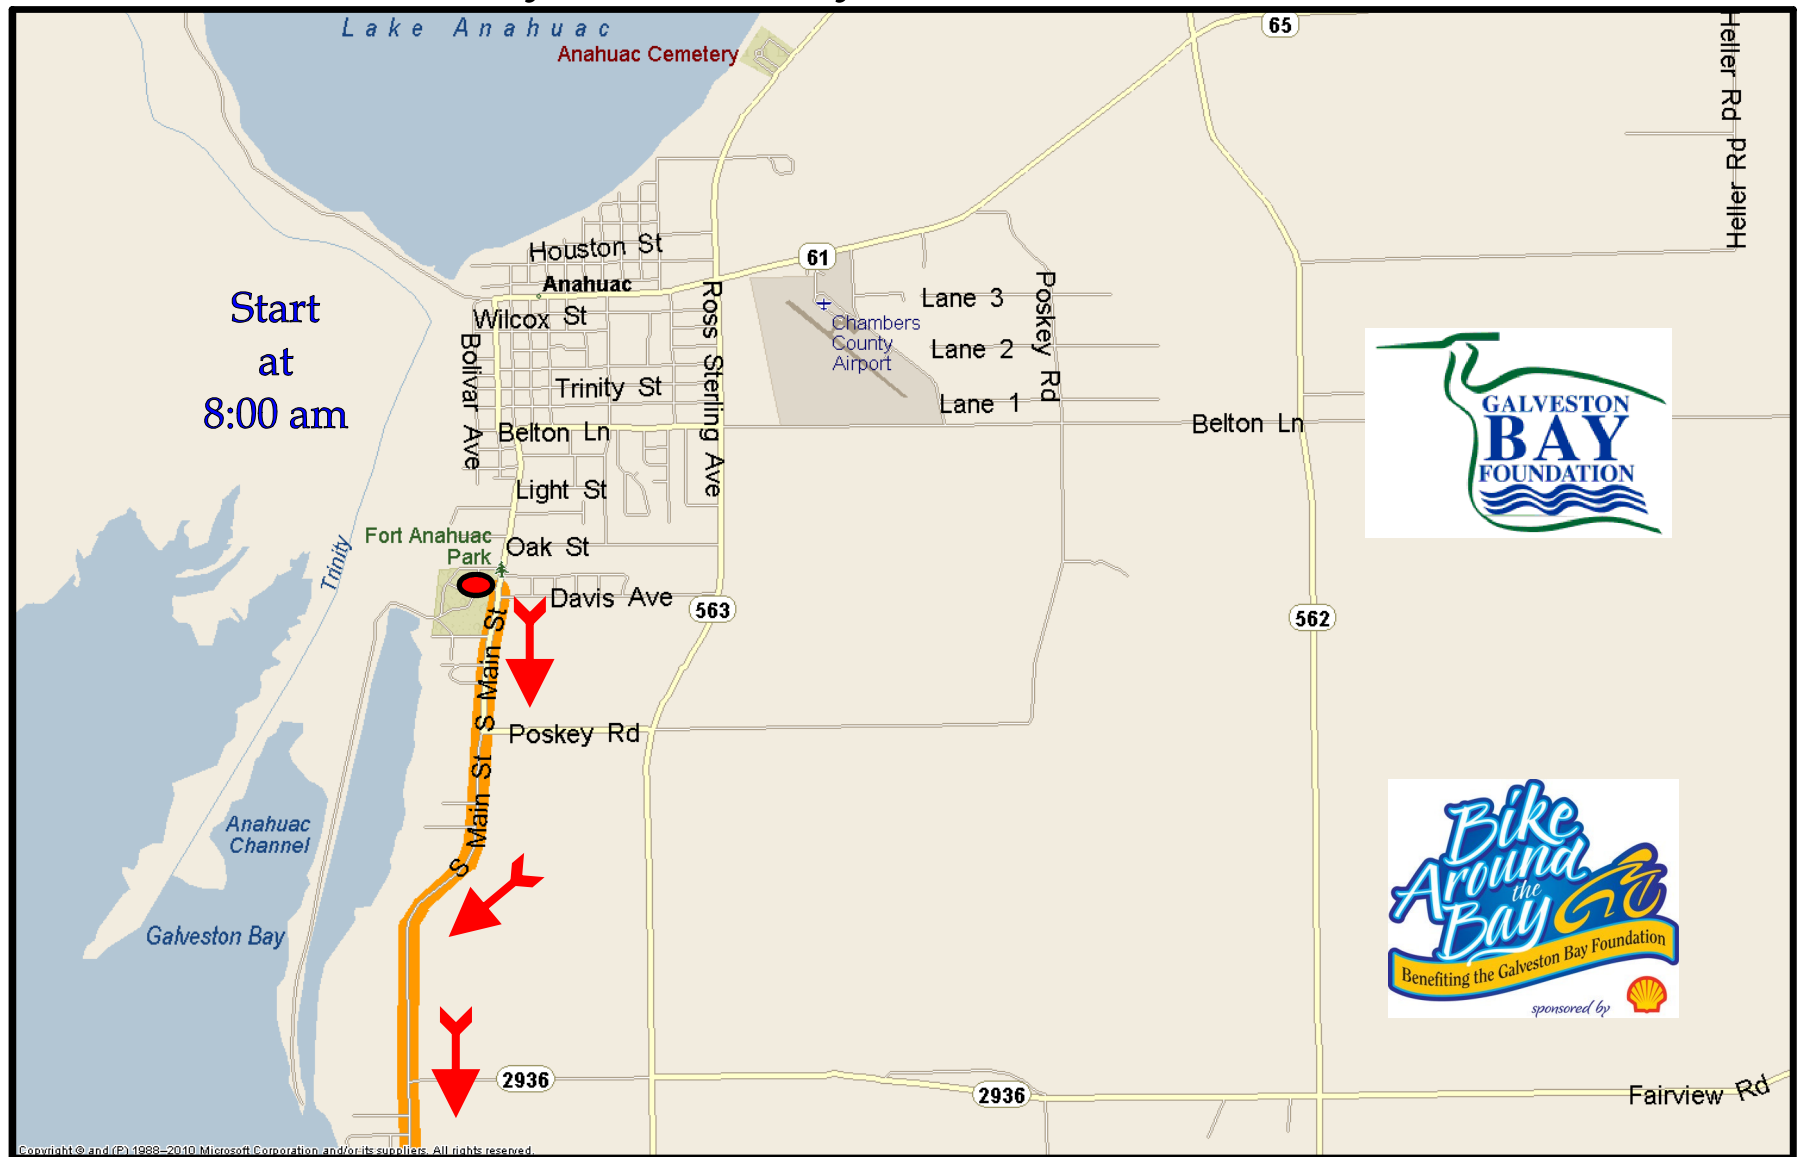 Lake Anahuac
65
Anahuac Cemetery
Heller Rd
Heller Rd
Houston St
61
Anahuac
Start
at
8:00 am
Wilcox St
Bolivar Ave
Ross Sterling Ave
Chambers
County
Airport
Lane 3
Lane 2
Lane 1
Poskey Rd
Trinity St
Belton Ln
Belton Ln
GALVESTON
BAY
FOUNDATION
Light St
Fort Anahuac
Park
Oak St
Trinity
Davis Ave
563
562
S Main St
Poskey Rd
S Main St
Anahuac
Channel
Galveston Bay
Bike
Around
the
Bay
Benefiting the Galveston Bay Foundation
sponsored by
2936
2936
Fairview Rd
Copyright © and (P) 1988–2010 Microsoft Corporation and/or its suppliers. All rights reserved.